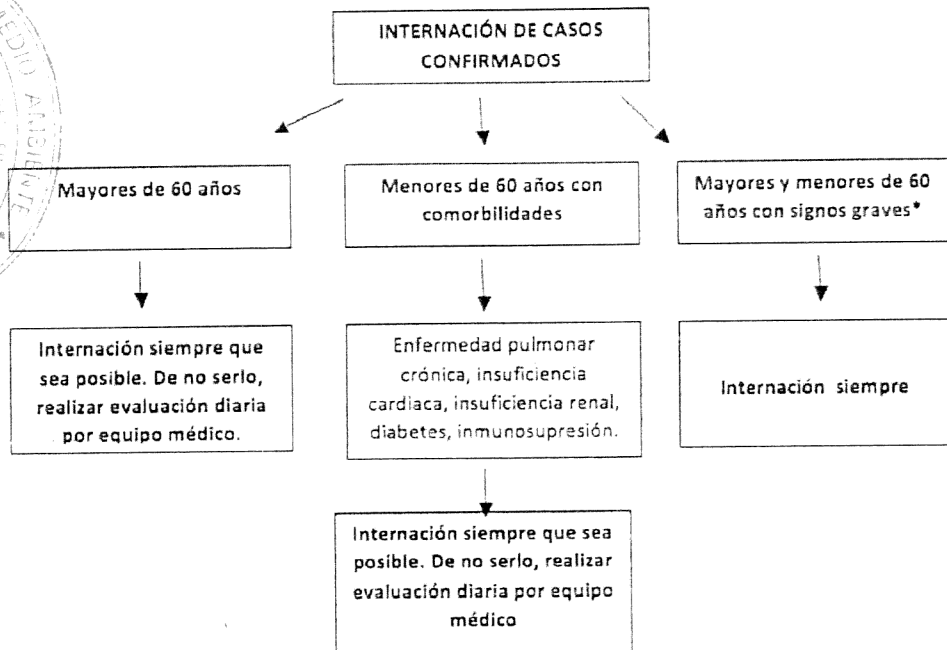 INTERNACIÓN DE CASOS
CONFIRMADOS
MEDIO AMBIENTE
Mayores de 60 años
Menores de 60 años con
comorbilidades
Mayores y menores de 60
años con signos graves*
Internación siempre que
sea posible. De no serlo,
realizar evaluación diaria
por equipo médico.
Enfermedad pulmonar
crónica, insuficiencia
cardiaca, insuficiencia renal,
diabetes, inmunosupresión.
Internación siempre
Internación siempre que sea
posible. De no serlo, realizar
evaluación diaria por equipo
médico